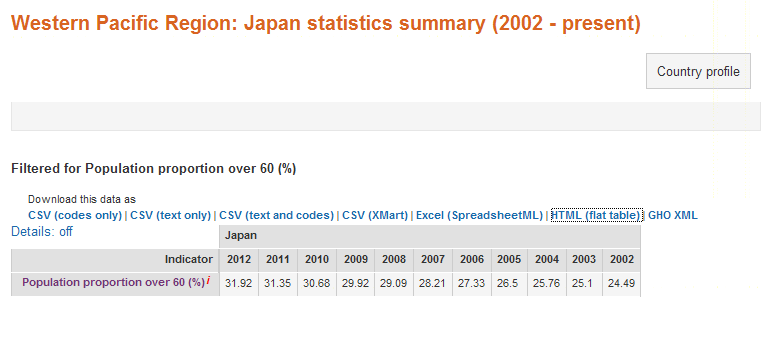 Western Pacific Region: Japan statistics summary (2002 - present)
Country profile
Filtered for Population proportion over 60 (%)
Download this data as
CSV (codes only) | CSV (text only) | CSV (text and codes) | CSV (XMart) | Excel (SpreadsheetML) | HTML (flat table) | GHO XML
Details: off
Japan
Indicator 2012 2011 2010 2009 2008 2007 2006 2005 2004 2003 2002
Population proportion over 60 (%) i 31.92 31.35 30.68 29.92 29.09 28.21 27.33 26.5 25.76 25.1 24.49